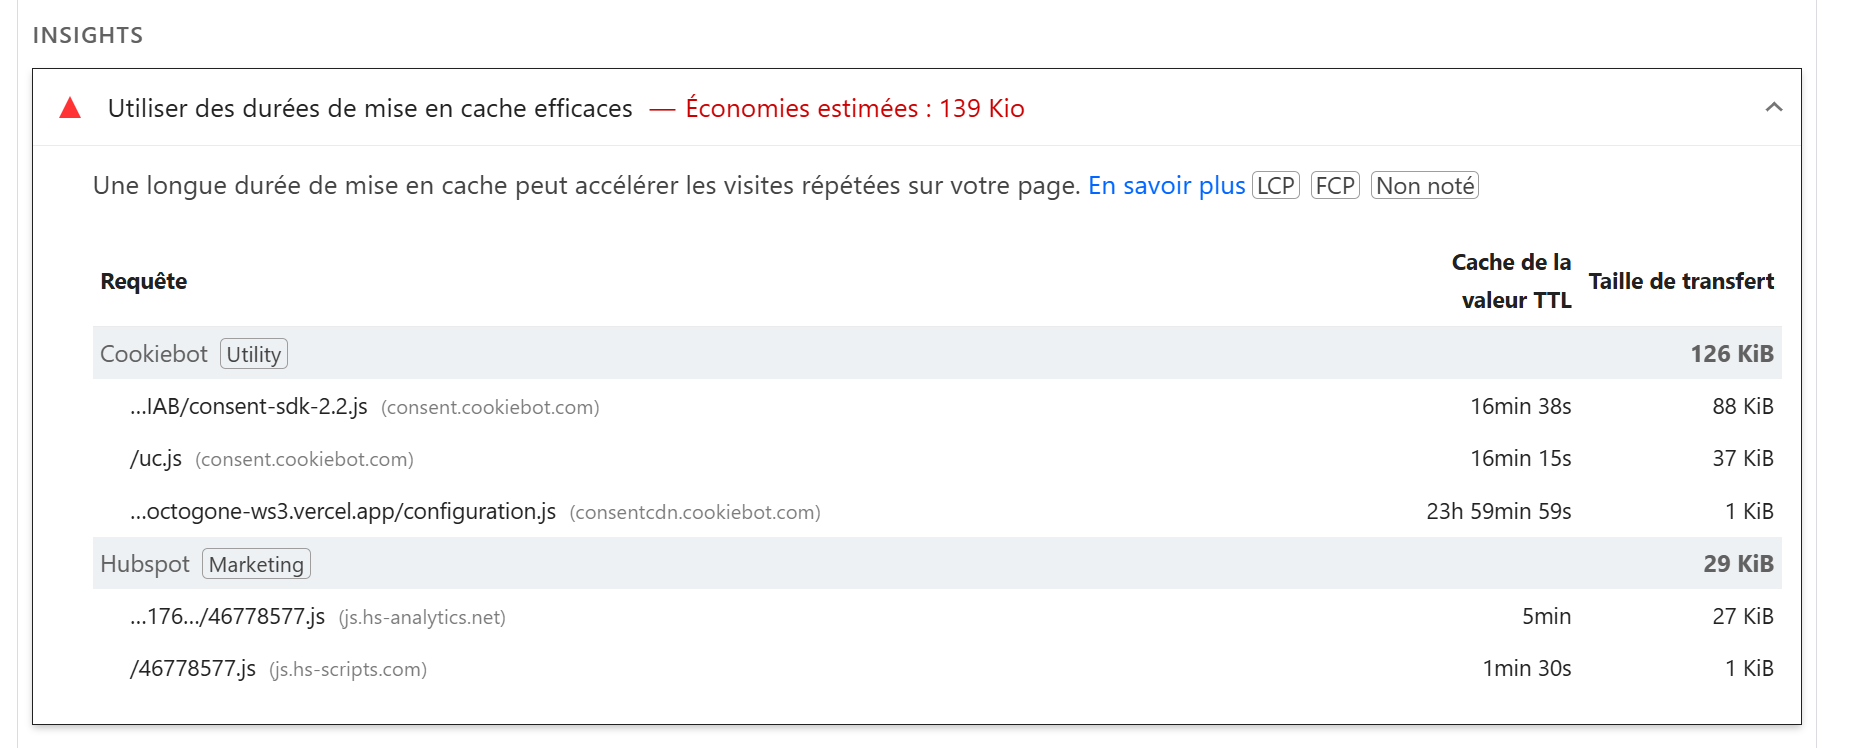 INSIGHTS
Utiliser des durées de mise en cache efficaces — Économies estimées : 139 Kio
Une longue durée de mise en cache peut accélérer les visites répétées sur votre page. En savoir plus LCP FCP Non noté
Requête Cache de la valeur TTL Taille de transfert
Cookiebot Utility 126 KiB
...IAB/consent-sdk-2.2.js (consent.cookiebot.com) 16min 38s 88 KiB
/uc.js (consent.cookiebot.com) 16min 15s 37 KiB
...octogone-ws3.vercel.app/configuration.js (consentcdn.cookiebot.com) 23h 59min 59s 1 KiB
Hubspot Marketing 29 KiB
...176.../46778577.js (js.hs-analytics.net) 5min 27 KiB
/46778577.js (js.hs-scripts.com) 1min 30s 1 KiB